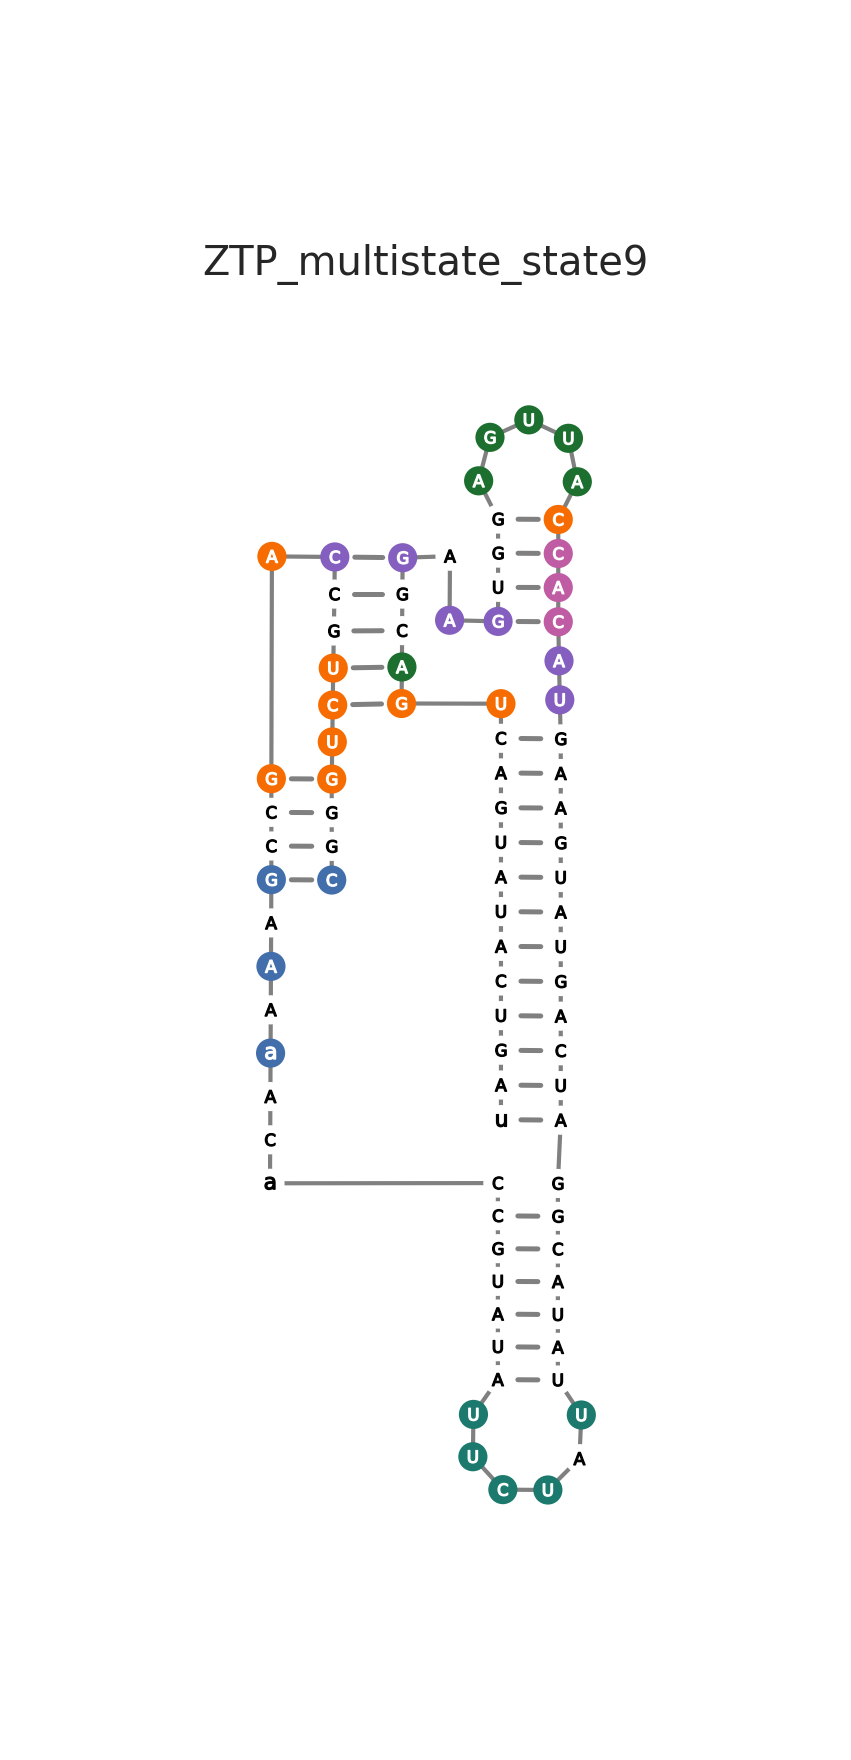 ZTP_multistate_state9
U
G U
A A
G C
A C G A G C
C G U A
G C A G C
U A A
C G U U
U C G
G G A A
C G G A
C G U G
G C A U
U A
A
A U
A
C G
A
U A
a G C
A U
A
u A
C
a C G
C G
G C
U A
A U
U A
A U
U U
U A
C U